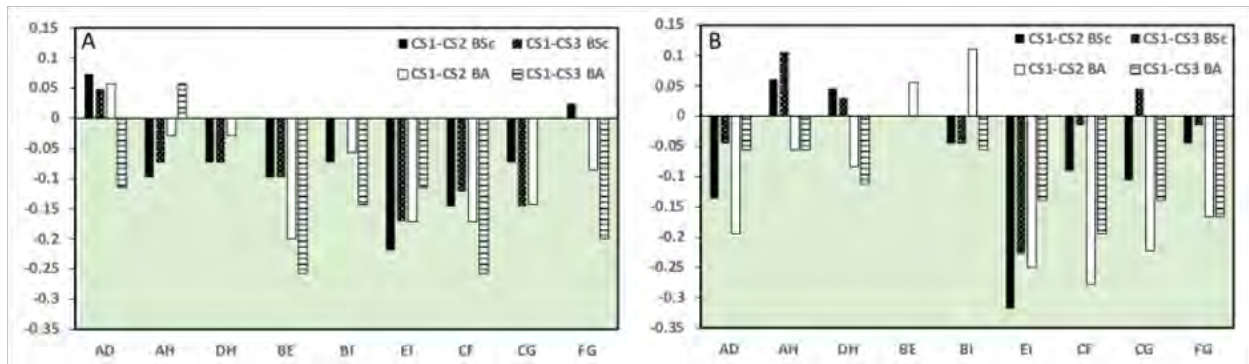 A
CS1-CS2 BSc CS1-CS3 BSc
CS1-CS2 BA CS1-CS3 BA
0.15
0.1
0.05
0
-0.05
-0.1
-0.15
-0.2
-0.25
-0.3
-0.35
AD AH DH BE BI EI CF CG FG
B
CS1-CS2 BSc CS1-CS3 BSc
CS1-CS2 BA CS1-CS3 BA
0.15
0.1
0.05
0
-0.05
-0.1
-0.15
-0.2
-0.25
-0.3
-0.35
AD AH DH BE BI EI CF CG FG